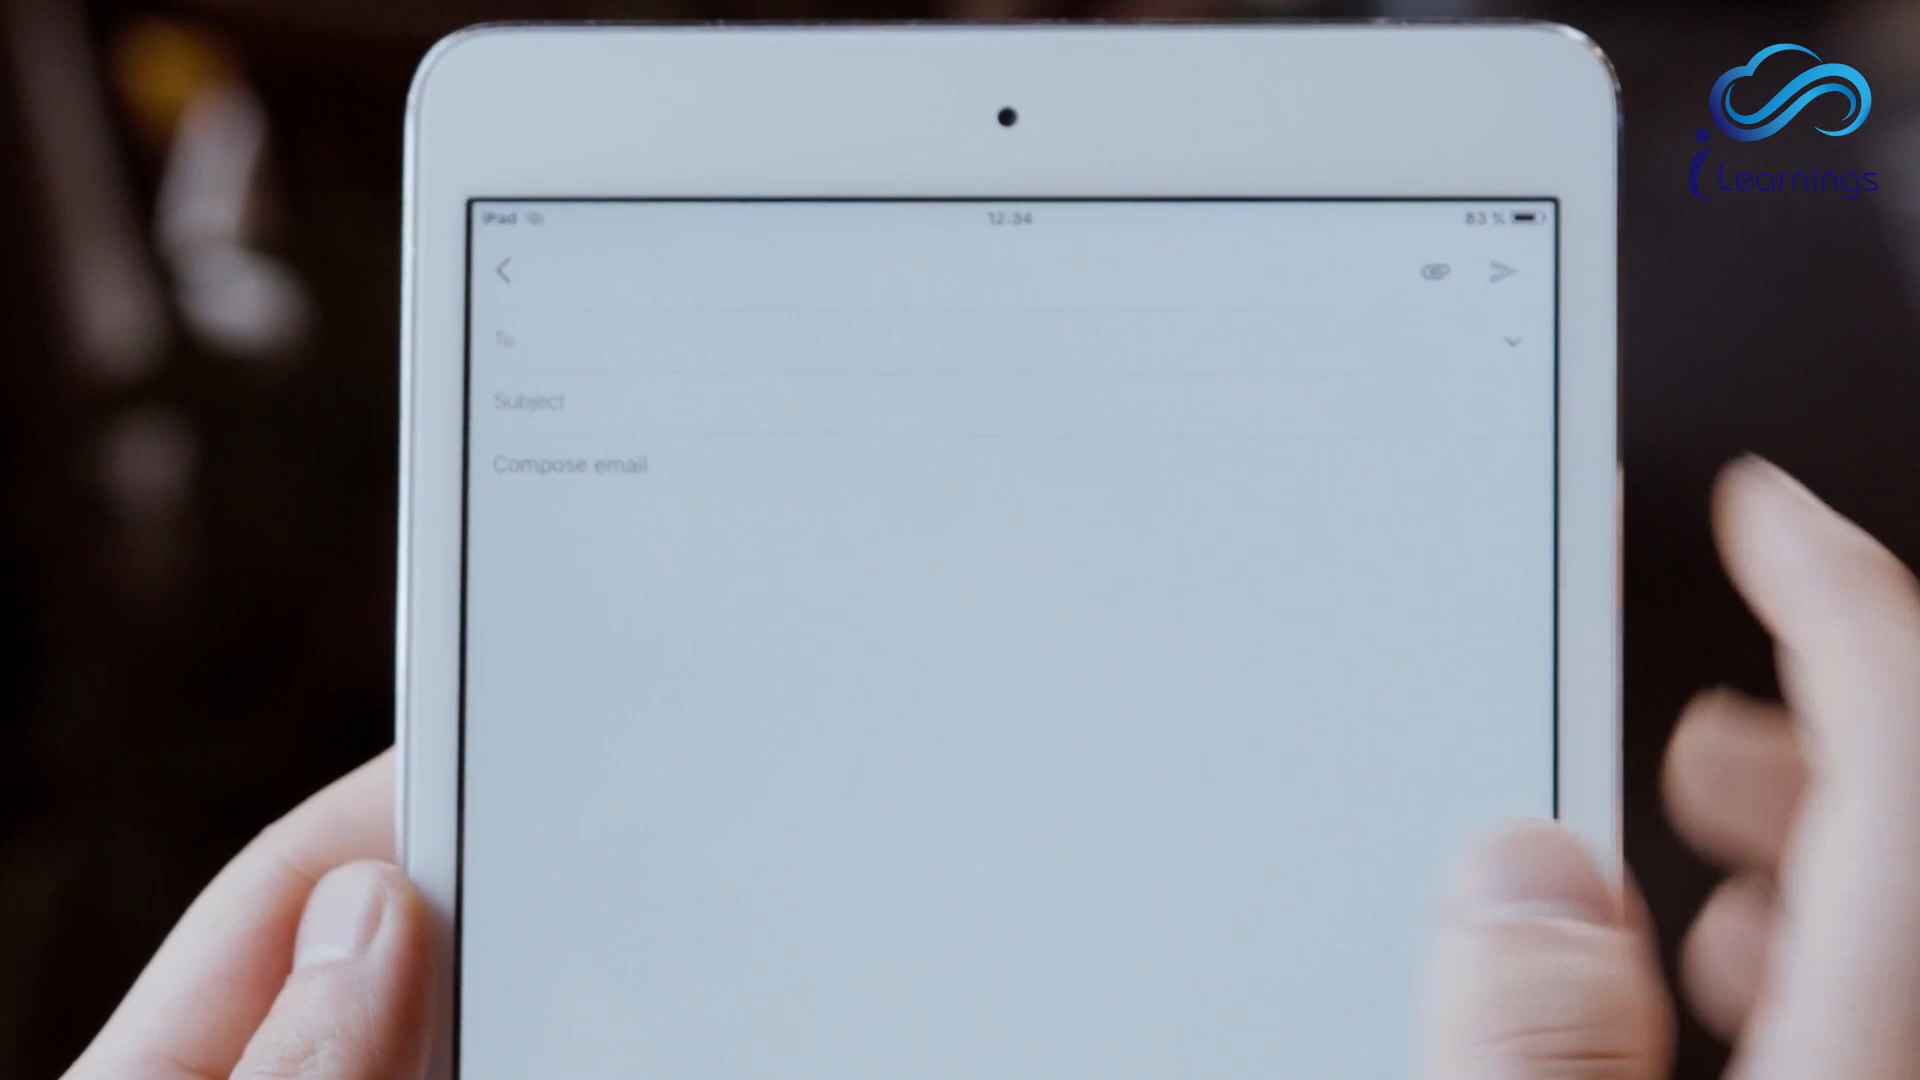 iPad 12:34 83 %
To
Subject
Compose email
i Learnings